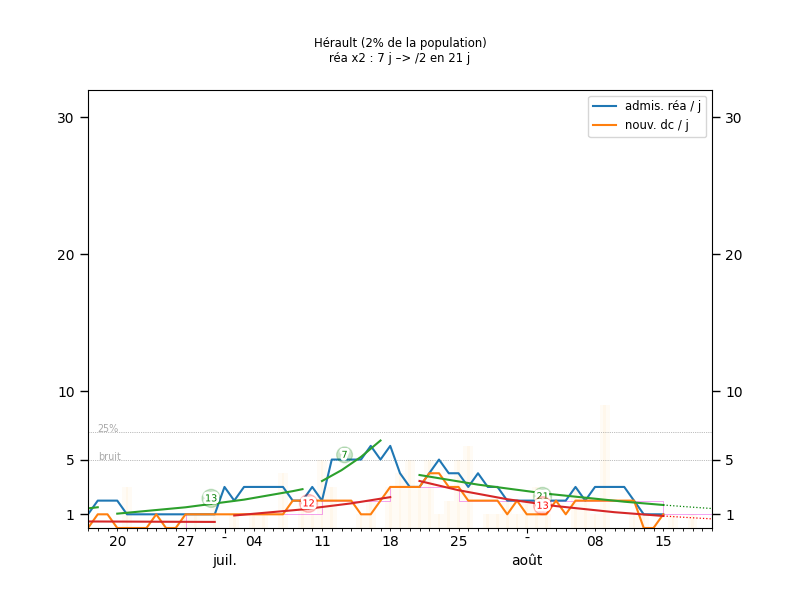 Hérault (2% de la population)
réa x2 : 7 j –> /2 en 21 j
admis. réa / j
nouv. dc / j
30 30
20 20
10 10
25%
5 bruit 7 5
13 12 21
13
1 1
20 27 - 04 11 18 25 - 08 15
juil. août